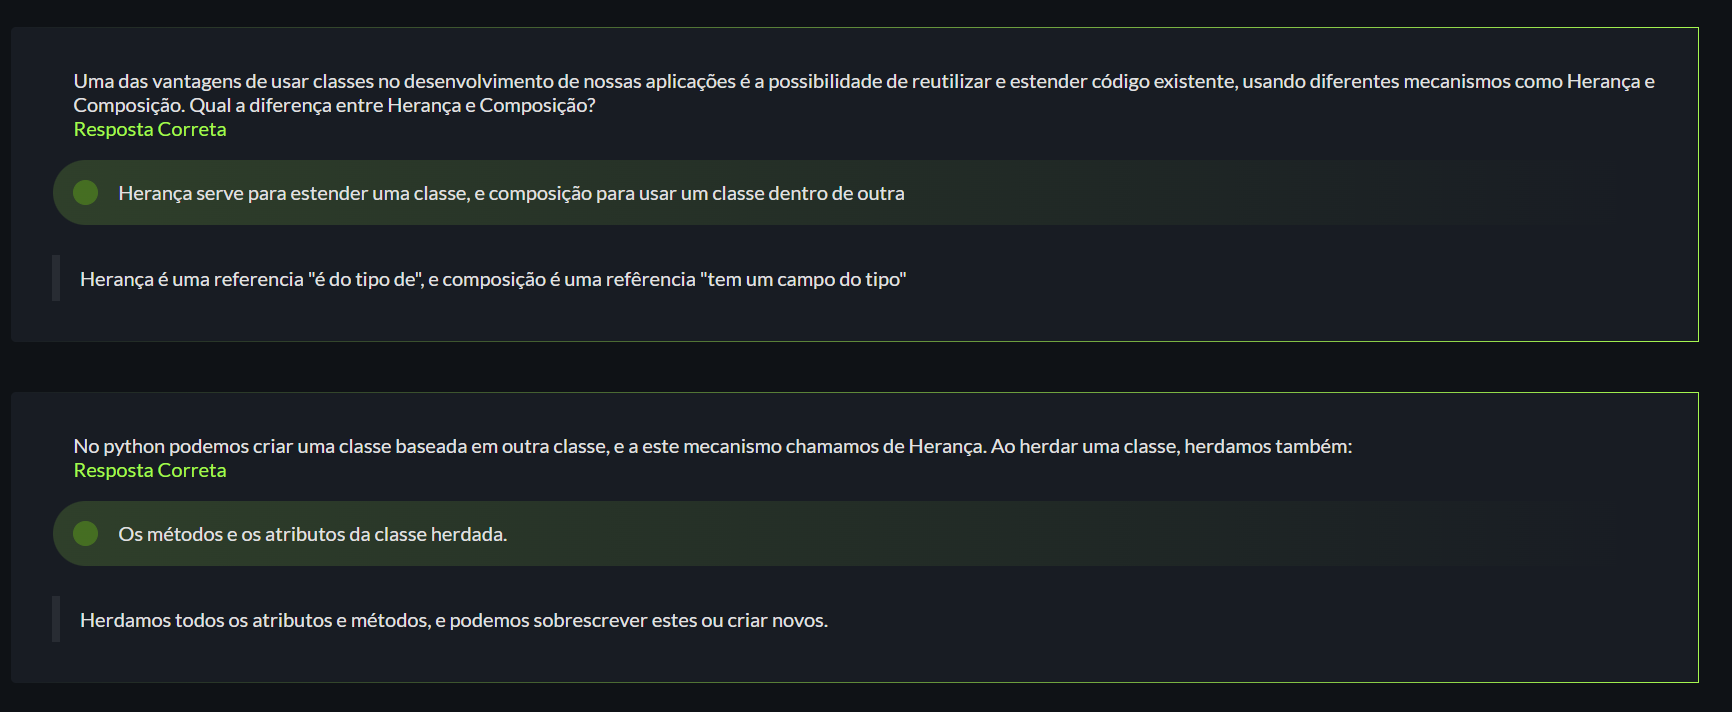 Uma das vantagens de usar classes no desenvolvimento de nossas aplicações é a possibilidade de reutilizar e estender código existente, usando diferentes mecanismos como Herança e
Composição. Qual a diferença entre Herança e Composição?
Resposta Correta
Herança serve para estender uma classe, e composição para usar um classe dentro de outra
Herança é uma referencia "é do tipo de", e composição é uma refêrencia "tem um campo do tipo"
No python podemos criar uma classe baseada em outra classe, e a este mecanismo chamamos de Herança. Ao herdar uma classe, herdamos também:
Resposta Correta
Os métodos e os atributos da classe herdada.
Herdamos todos os atributos e métodos, e podemos sobrescrever estes ou criar novos.